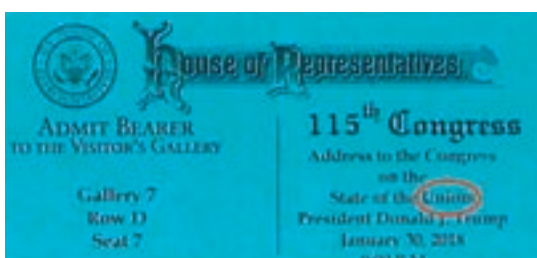 House of Representatives
ADMIT BEARER
TO THE VISITOR'S GALLERY
Gallery 7
Row D
Seat 7
115th Congress
Address to the Congress
on the
State of the Uniom
President Donald J. Trump
January 30, 2018